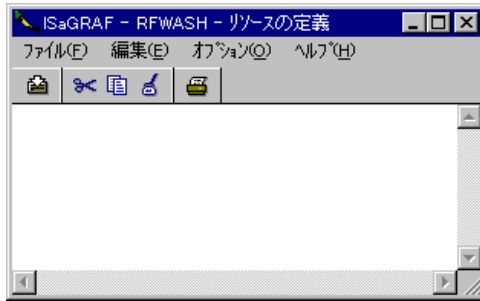 ISaGRAF - RFWASH - リソースの定義
ファイル(F) 編集(E) オプション(O) ヘルプ(H)